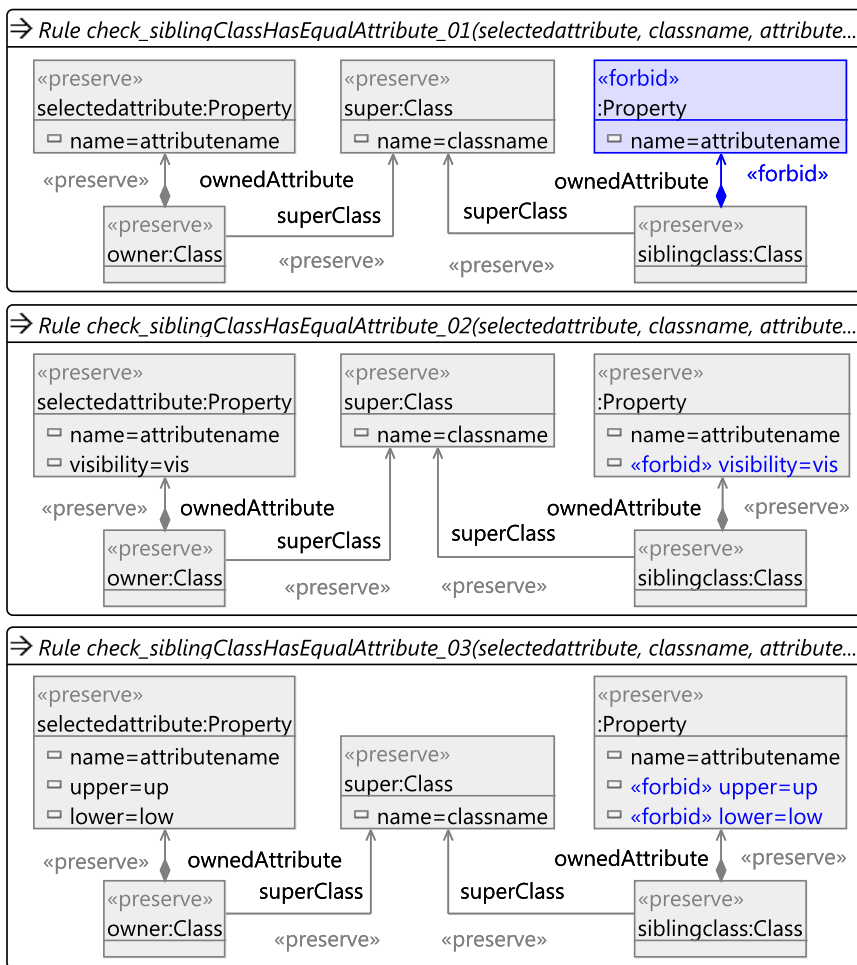 Rule check_siblingClassHasEqualAttribute_01(selectedattribute, classname, attribute...
«preserve»
selectedattribute:Property
name=attributename
«preserve»
super:Class
name=classname
«forbid»
:Property
name=attributename
«preserve»
ownedAttribute
ownedAttribute
«forbid»
superClass
superClass
«preserve»
owner:Class
«preserve»
«preserve»
«preserve»
siblingclass:Class
Rule check_siblingClassHasEqualAttribute_02(selectedattribute, classname, attribute...
«preserve»
selectedattribute:Property
name=attributename
visibility=vis
«preserve»
super:Class
name=classname
«preserve»
:Property
name=attributename
«forbid» visibility=vis
«preserve»
ownedAttribute
ownedAttribute
«preserve»
superClass
superClass
«preserve»
owner:Class
«preserve»
«preserve»
«preserve»
siblingclass:Class
Rule check_siblingClassHasEqualAttribute_03(selectedattribute, classname, attribute...
«preserve»
selectedattribute:Property
name=attributename
upper=up
lower=low
«preserve»
super:Class
name=classname
«preserve»
:Property
name=attributename
«forbid» upper=up
«forbid» lower=low
«preserve»
ownedAttribute
ownedAttribute
«preserve»
superClass
superClass
«preserve»
owner:Class
«preserve»
«preserve»
«preserve»
siblingclass:Class